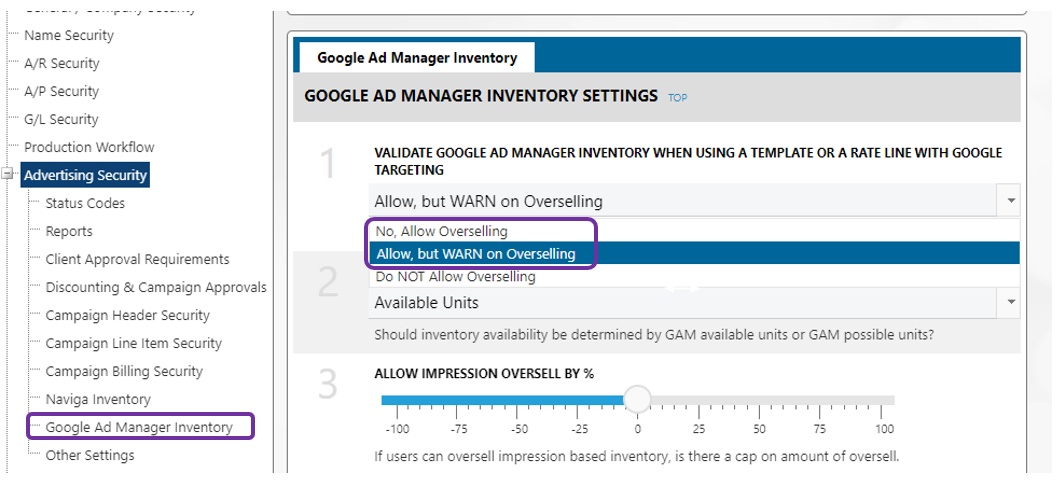 General / Company Security
Name Security
A/R Security
A/P Security
G/L Security
Production Workflow
Advertising Security
Status Codes
Reports
Client Approval Requirements
Discounting & Campaign Approvals
Campaign Header Security
Campaign Line Item Security
Campaign Billing Security
Naviga Inventory
Google Ad Manager Inventory
Other Settings
Google Ad Manager Inventory
GOOGLE AD MANAGER INVENTORY SETTINGS TOP
1
VALIDATE GOOGLE AD MANAGER INVENTORY WHEN USING A TEMPLATE OR A RATE LINE WITH GOOGLE
TARGETING
Allow, but WARN on Overselling
No, Allow Overselling
Allow, but WARN on Overselling
Do NOT Allow Overselling
2
Available Units
Should inventory availability be determined by GAM available units or GAM possible units?
3
ALLOW IMPRESSION OVERSELL BY %
-100 -75 -50 -25 0 25 50 75 100
If users can oversell impression based inventory, is there a cap on amount of oversell.